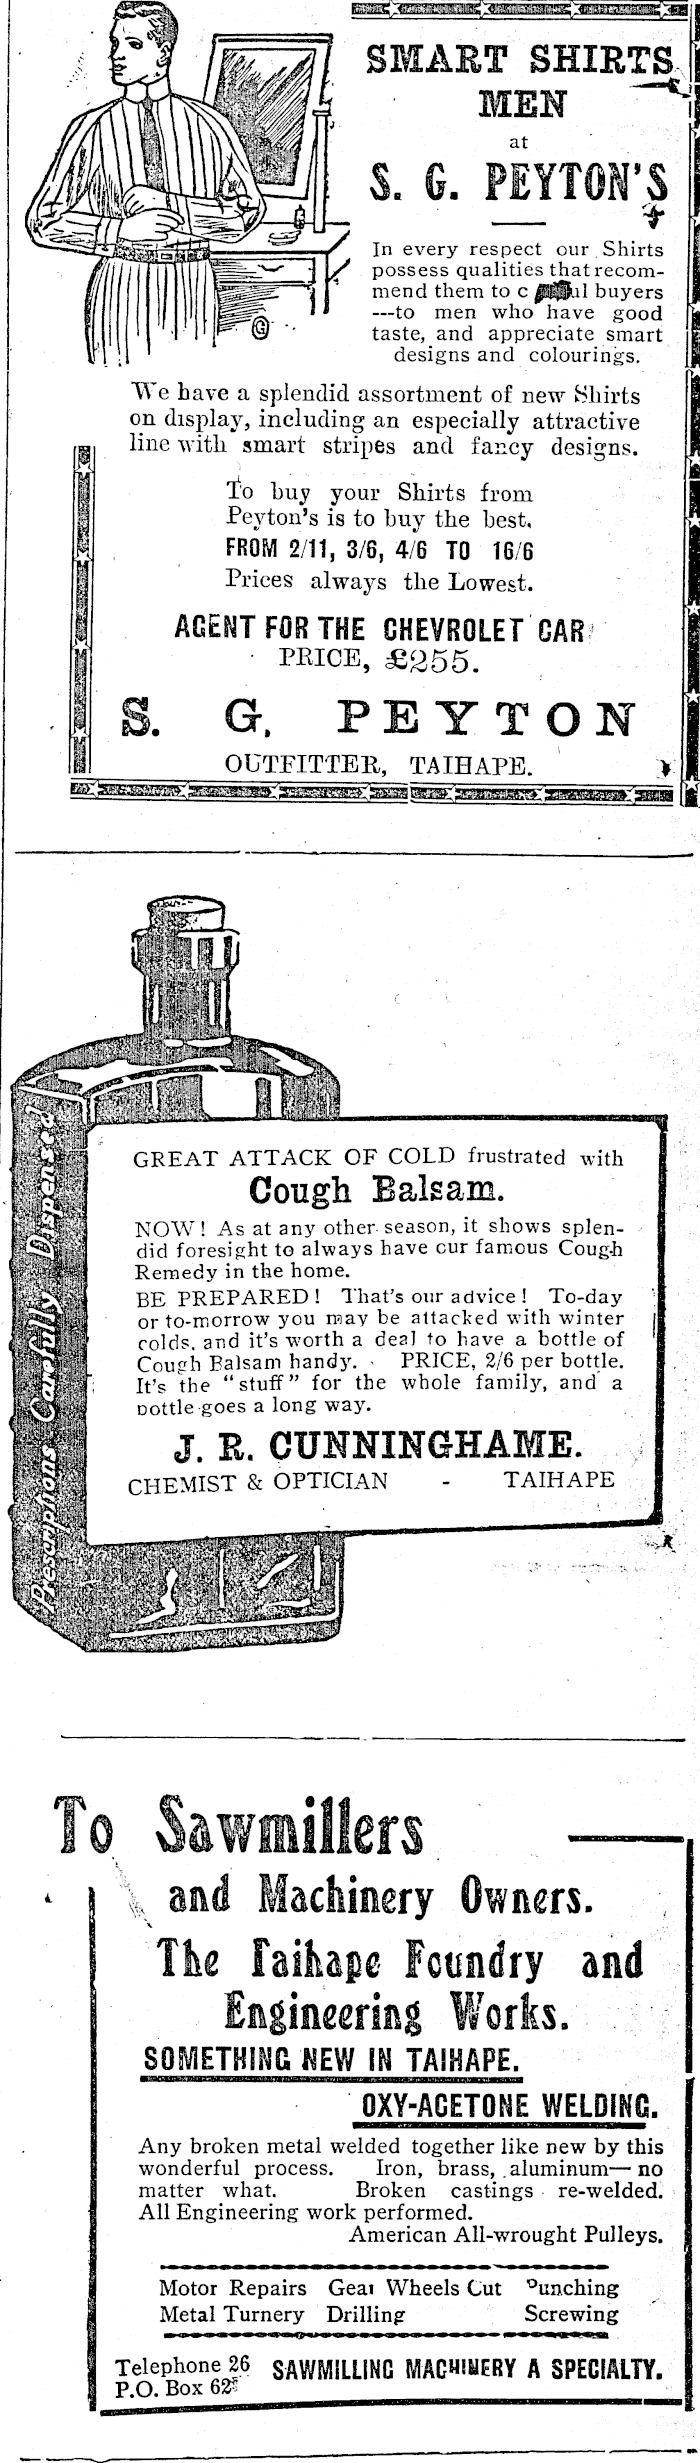 SMART SHIRTS
MEN
at
S. G. PEYTON'S
In every respect our Shirts
possess qualities that recom-
mend them to buyers
---to men who have good
taste, and appreciate smart
designs and colourings.
We have a splendid assortment of new Shirts
on display, including an especially attractive
line with smart stripes and fancy designs.
To buy your Shirts from
Peyton's is to buy the best.
FROM 2/11, 3/6, 4/6 TO 16/6
Prices always the Lowest.
AGENT FOR THE CHEVROLET CAR
PRICE, £255.
S. G. PEYTON
OUTFITTER, TAIHAPE.
Prescriptions Carefully Dispensed
GREAT ATTACK OF COLD frustrated with
Cough Balsam.
NOW! As at any other season, it shows splen-
did foresight to always have our famous Cough
Remedy in the home.
BE PREPARED! That's our advice! To-day
or to-morrow you may be attacked with winter
colds, and it's worth a deal to have a bottle of
Cough Balsam handy. PRICE, 2/6 per bottle.
It's the "stuff" for the whole family, and a
bottle goes a long way.
J. R. CUNNINGHAME.
CHEMIST & OPTICIAN - TAIHAPE
To Sawmillers
and Machinery Owners.
The Taihape Foundry and
Engineering Works.
SOMETHING NEW IN TAIHAPE.
OXY-ACETONE WELDING.
Any broken metal welded together like new by this
wonderful process. Iron, brass, aluminum—no
matter what. Broken castings re-welded.
All Engineering work performed.
American All-wrought Pulleys.
Motor Repairs Gear Wheels Cut Punching
Metal Turnery Drilling Screwing
Telephone 26 SAWMILLING MACHINERY A SPECIALTY.
P.O. Box